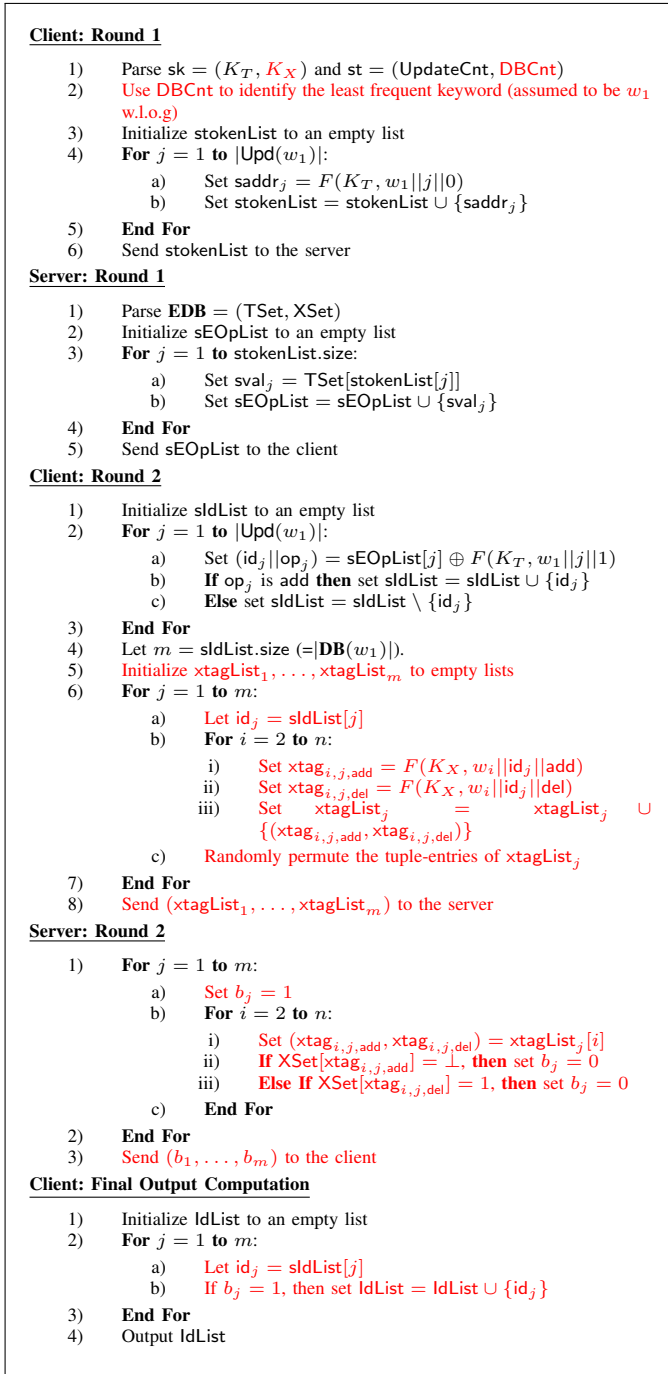 Client: Round 1
1) Parse sk = (K_T, K_X) and st = (UpdateCnt, DBCnt)
2) Use DBCnt to identify the least frequent keyword (assumed to be w_1
w.l.o.g)
3) Initialize stokenList to an empty list
4) For j = 1 to |Upd(w_1)|:
a) Set saddr_j = F(K_T, w_1||j||0)
b) Set stokenList = stokenList ∪ {saddr_j}
5) End For
6) Send stokenList to the server
Server: Round 1
1) Parse EDB = (TSet, XSet)
2) Initialize sEOpList to an empty list
3) For j = 1 to stokenList.size:
a) Set sval_j = TSet[stokenList[j]]
b) Set sEOpList = sEOpList ∪ {sval_j}
4) End For
5) Send sEOpList to the client
Client: Round 2
1) Initialize sIdList to an empty list
2) For j = 1 to |Upd(w_1)|:
a) Set (id_j||op_j) = sEOpList[j] ⊕ F(K_T, w_1||j||1)
b) If op_j is add then set sIdList = sIdList ∪ {id_j}
c) Else set sIdList = sIdList \ {id_j}
3) End For
4) Let m = sIdList.size (=|DB(w_1)|).
5) Initialize xtagList_1, . . . , xtagList_m to empty lists
6) For j = 1 to m:
a) Let id_j = sIdList[j]
b) For i = 2 to n:
i) Set xtag_{i,j,add} = F(K_X, w_i||id_j||add)
ii) Set xtag_{i,j,del} = F(K_X, w_i||id_j||del)
iii) Set xtagList_j = xtagList_j ∪
{(xtag_{i,j,add}, xtag_{i,j,del})}
c) Randomly permute the tuple-entries of xtagList_j
7) End For
8) Send (xtagList_1, . . . , xtagList_m) to the server
Server: Round 2
1) For j = 1 to m:
a) Set b_j = 1
b) For i = 2 to n:
i) Set (xtag_{i,j,add}, xtag_{i,j,del}) = xtagList_j[i]
ii) If XSet[xtag_{i,j,add}] = ⊥, then set b_j = 0
iii) Else If XSet[xtag_{i,j,del}] = 1, then set b_j = 0
c) End For
2) End For
3) Send (b_1, . . . , b_m) to the client
Client: Final Output Computation
1) Initialize IdList to an empty list
2) For j = 1 to m:
a) Let id_j = sIdList[j]
b) If b_j = 1, then set IdList = IdList ∪ {id_j}
3) End For
4) Output IdList